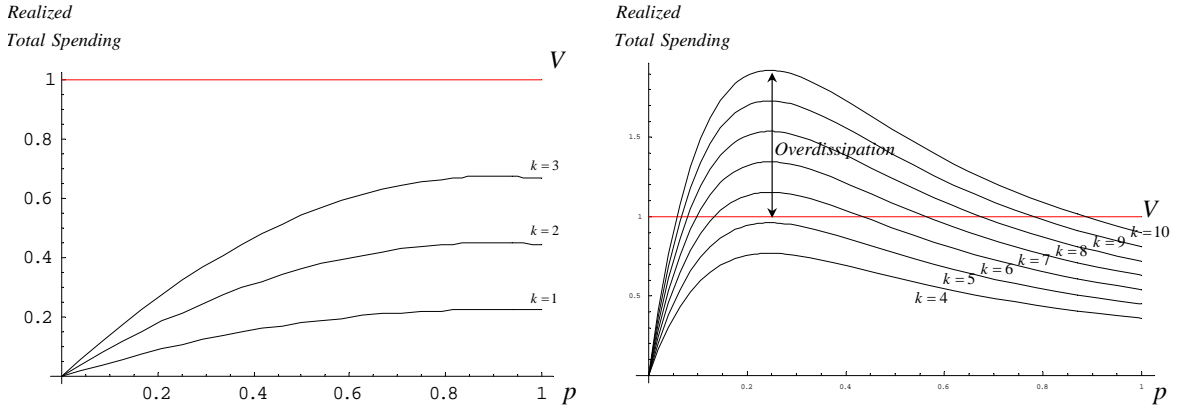 Realized
Total Spending
V
1
0.8
0.6
0.4
0.2
k = 3
k = 2
k = 1
0.2 0.4 0.6 0.8 1 p
Realized
Total Spending
1.5
1
0.5
Overdissipation
V
k = 10
k = 9
k = 8
k = 7
k = 6
k = 5
k = 4
0.2 0.4 0.6 0.8 1 p